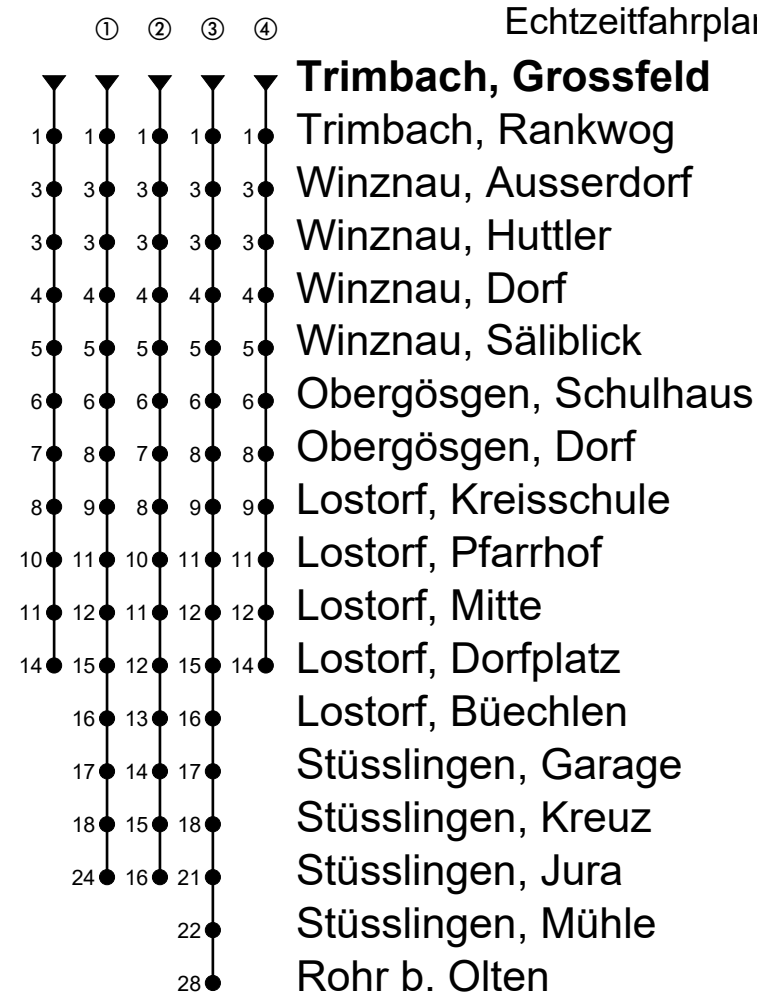 ① ② ③ ④ Echtzeitfahrplan
Trimbach, Grossfeld
1 1 1 1 1 Trimbach, Rankwog
3 3 3 3 3 Winznau, Ausserdorf
3 3 3 3 3 Winznau, Huttler
4 4 4 4 4 Winznau, Dorf
5 5 5 5 5 Winznau, Säliblick
6 6 6 6 6 Obergösgen, Schulhaus
7 8 7 8 8 Obergösgen, Dorf
8 9 8 9 9 Lostorf, Kreisschule
10 11 10 11 11 Lostorf, Pfarrhof
11 12 11 12 12 Lostorf, Mitte
14 15 12 15 14 Lostorf, Dorfplatz
16 13 16 Lostorf, Büechlen
17 14 17 Stüsslingen, Garage
18 15 18 Stüsslingen, Kreuz
24 16 21 Stüsslingen, Jura
22 Stüsslingen, Mühle
28 Rohr b. Olten